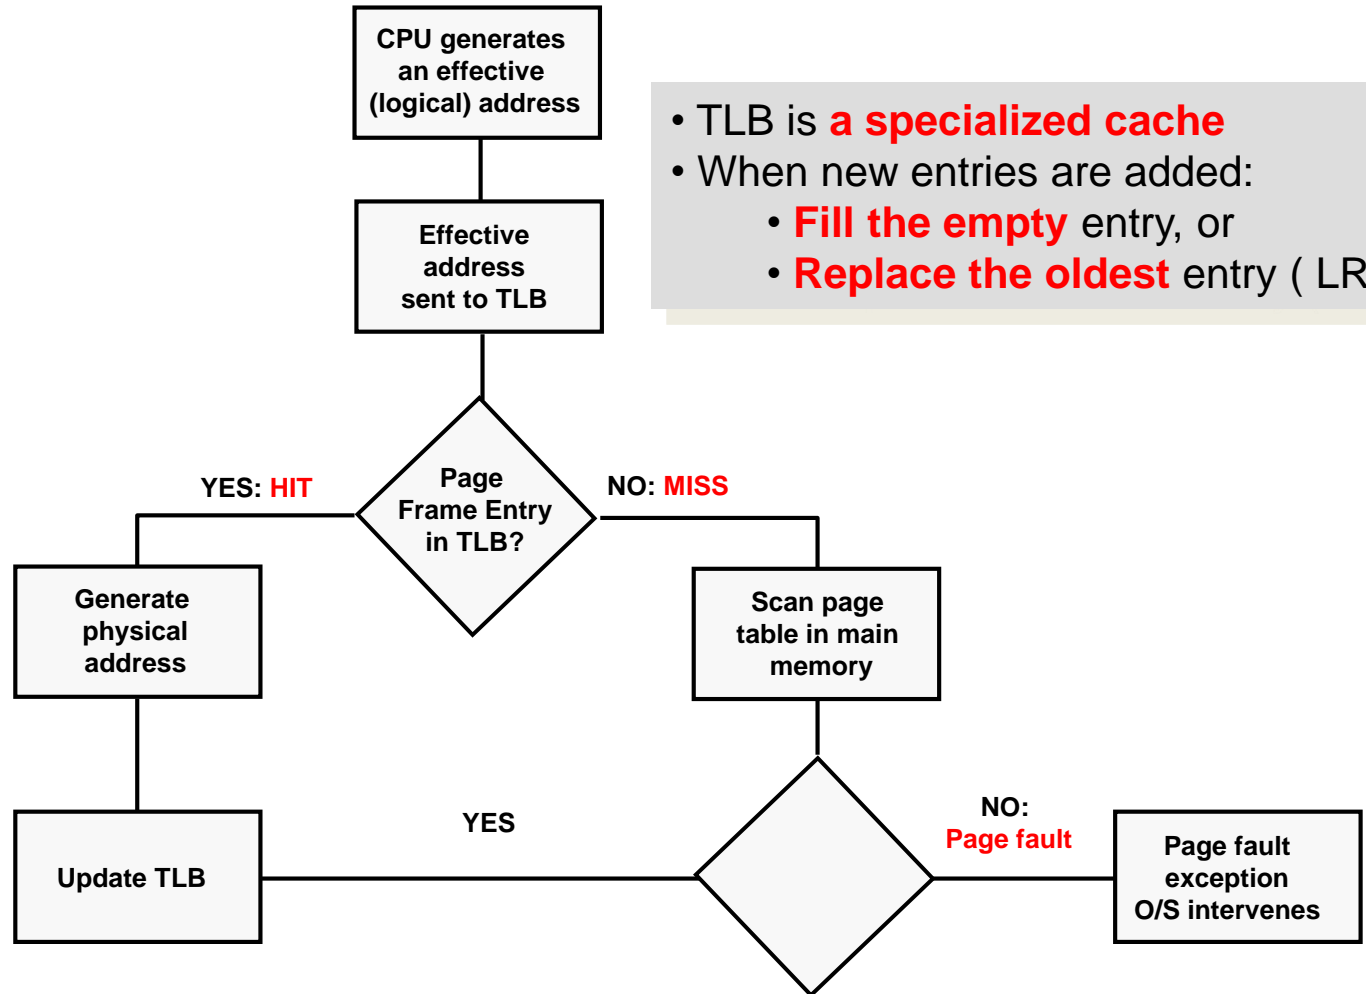 CPU generates
an effective
(logical) address
• TLB is a specialized cache
• When new entries are added:
• Fill the empty entry, or
• Replace the oldest entry ( LR
Effective
address
sent to TLB
Page
Frame Entry
in TLB?
YES: HIT
NO: MISS
Generate
physical
address
Scan page
table in main
memory
Update TLB
YES
NO:
Page fault
Page fault
exception
O/S intervenes